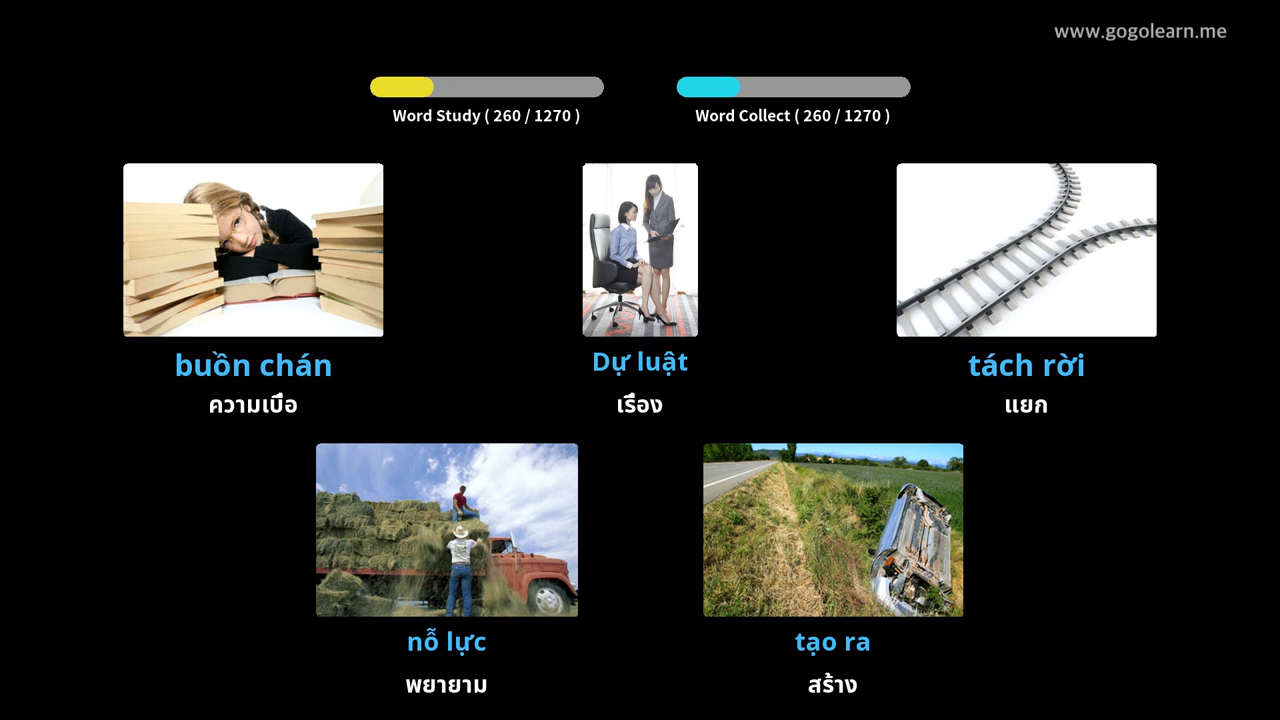 www.gogolearn.me
Word Study ( 260 / 1270 )
Word Collect ( 260 / 1270 )
buồn chán
ความเบื่อ
Dự luật
เรื่อง
tách rời
แยก
nỗ lực
พยายาม
tạo ra
สร้าง